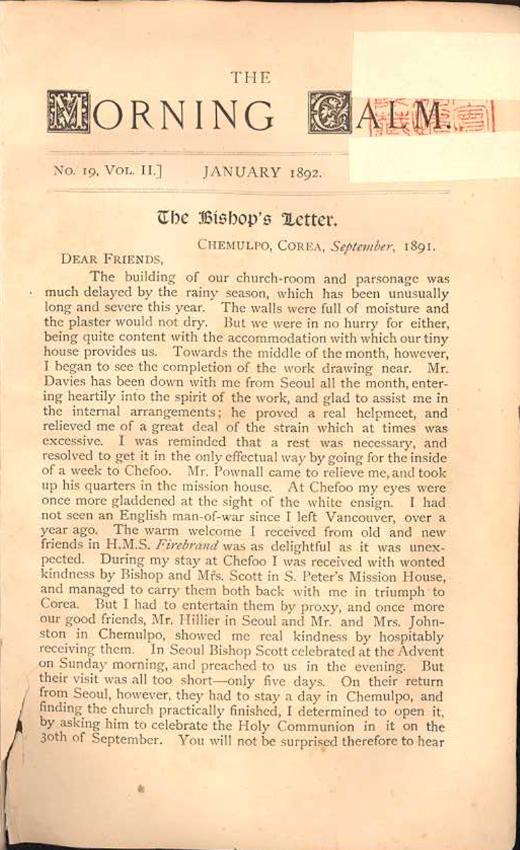 THE
MORNING CALM.
No. 19, VOL. II.] JANUARY 1892.
The Bishop's Letter.
CHEMULPO, COREA, September, 1891.
DEAR FRIENDS,
The building of our church-room and parsonage was
much delayed by the rainy season, which has been unusually
long and severe this year. The walls were full of moisture and
the plaster would not dry. But we were in no hurry for either,
being quite content with the accommodation with which our tiny
house provides us. Towards the middle of the month, however,
I began to see the completion of the work drawing near. Mr.
Davies has been down with me from Seoul all the month, enter-
ing heartily into the spirit of the work, and glad to assist me in
the internal arrangements; he proved a real helpmeet, and
relieved me of a great deal of the strain which at times was
excessive. I was reminded that a rest was necessary, and
resolved to get it in the only effectual way by going for the inside
of a week to Chefoo. Mr. Pownall came to relieve me, and took
up his quarters in the mission house. At Chefoo my eyes were
once more gladdened at the sight of the white ensign. I had
not seen an English man-of-war since I left Vancouver, over a
year ago. The warm welcome I received from old and new
friends in H.M.S. Firebrand was as delightful as it was unex-
pected. During my stay at Chefoo I was received with wonted
kindness by Bishop and Mrs. Scott in S. Peter's Mission House,
and managed to carry them both back with me in triumph to
Corea. But I had to entertain them by proxy, and once more
our good friends, Mr. Hillier in Seoul and Mr. and Mrs. John-
ston in Chemulpo, showed me real kindness by hospitably
receiving them. In Seoul Bishop Scott celebrated at the Advent
on Sunday morning, and preached to us in the evening. But
their visit was all too short—only five days. On their return
from Seoul, however, they had to stay a day in Chemulpo, and
finding the church practically finished, I determined to open it,
by asking him to celebrate the Holy Communion in it on the
30th of September. You will not be surprised therefore to hear